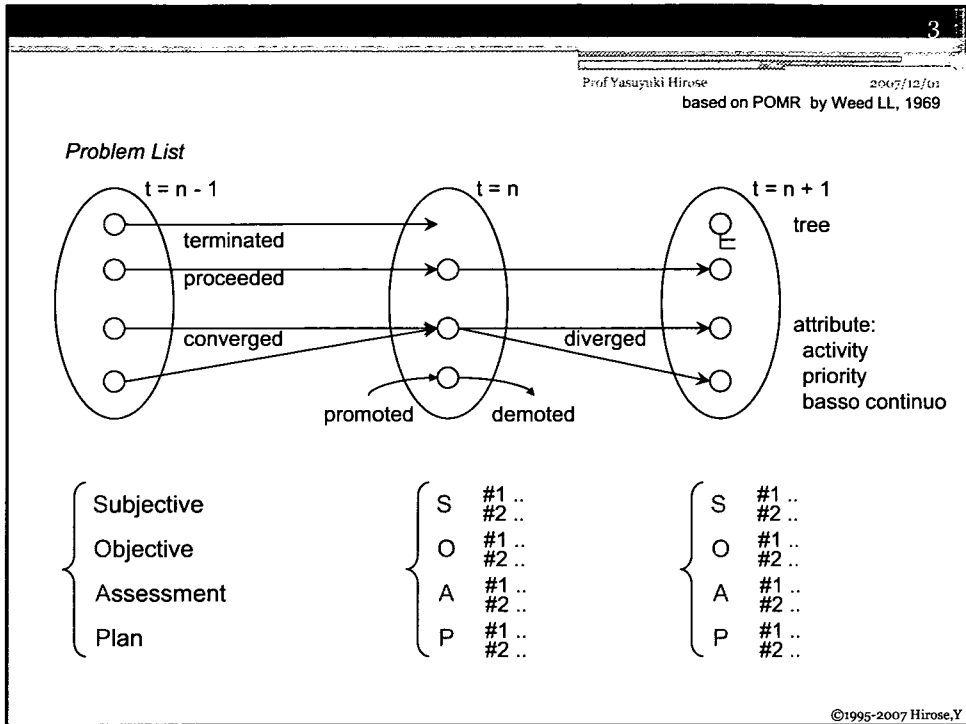 3
Prof Yasuyuki Hirose 2007/12/01
based on POMR by Weed LL, 1969
Problem List
t = n - 1 t = n t = n + 1
terminated tree
proceeded
converged diverged attribute:
activity
priority
promoted demoted basso continuo
Subjective S #1 .. S #1 ..
#2 .. #2 ..
Objective O #1 .. O #1 ..
#2 .. #2 ..
Assessment A #1 .. A #1 ..
#2 .. #2 ..
Plan P #1 .. P #1 ..
#2 .. #2 ..
©1995-2007 Hirose,Y